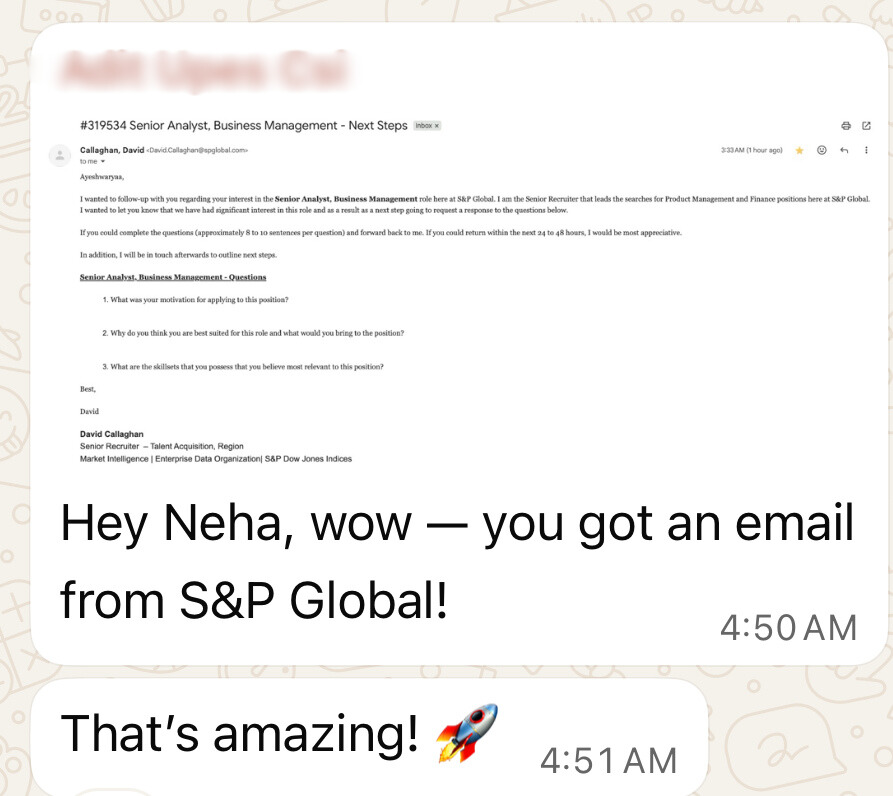 #319534 Senior Analyst, Business Management - Next Steps Inbox x
Callaghan, David <David.Callaghan@spglobal.com>
3:33 AM (1 hour ago)
to me
Ayeshwaryaa,
I wanted to follow-up with you regarding your interest in the Senior Analyst, Business Management role here at S&P Global. I am the Senior Recruiter that leads the searches for Product Management and Finance positions here at S&P Global.
I wanted to let you know that we have had significant interest in this role and as a result as a next step going to request a response to the questions below.
If you could complete the questions (approximately 8 to 10 sentences per question) and forward back to me. If you could return within the next 24 to 48 hours, I would be most appreciative.
In addition, I will be in touch afterwards to outline next steps.
Senior Analyst, Business Management - Questions
1. What was your motivation for applying to this position?
2. Why do you think you are best suited for this role and what would you bring to the position?
3. What are the skillsets that you possess that you believe most relevant to this position?
Best,
David
David Callaghan
Senior Recruiter – Talent Acquisition, Region
Market Intelligence | Enterprise Data Organization| S&P Dow Jones Indices
Hey Neha, wow — you got an email
from S&P Global!
4:50 AM
That’s amazing! 🚀
4:51 AM